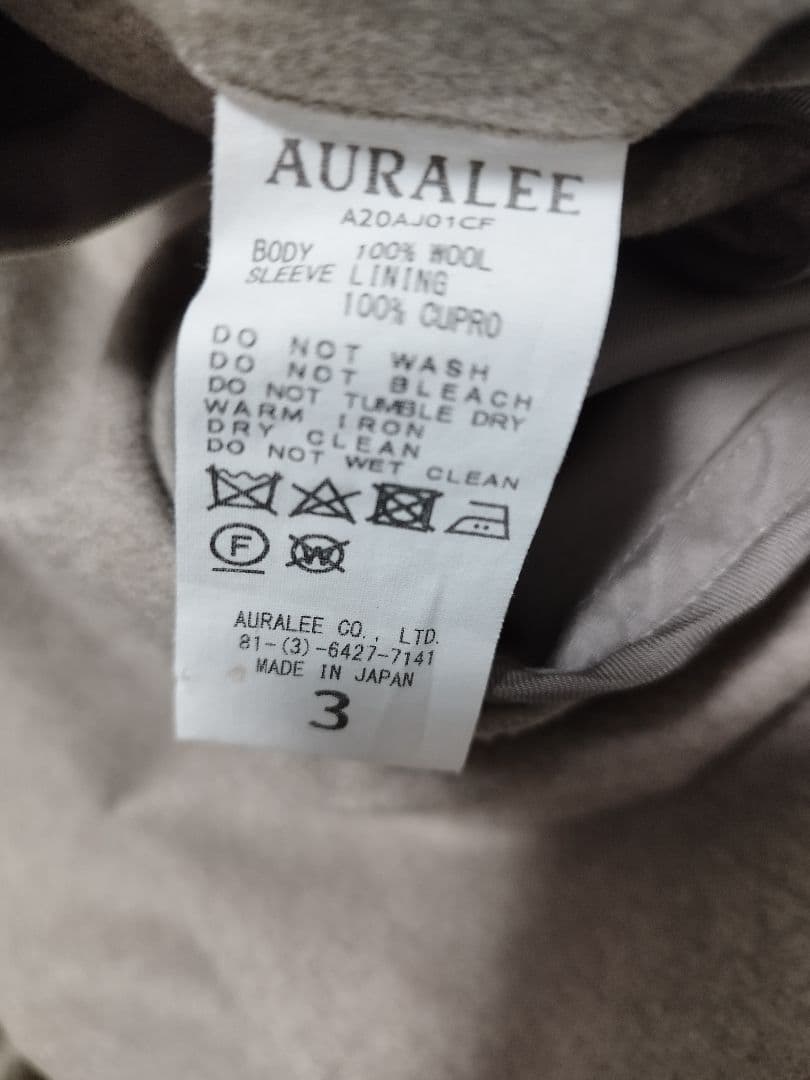 AURALEE
A20AJ01CF
BODY 100% WOOL
SLEEVE LINING
100% CUPRO
DO NOT WASH
DO NOT BLEACH
DO NOT TUMBLE DRY
WARM IRON
DRY CLEAN
DO NOT WET CLEAN
F W
AURALEE CO., LTD.
81-(3)-6427-7141
MADE IN JAPAN
3